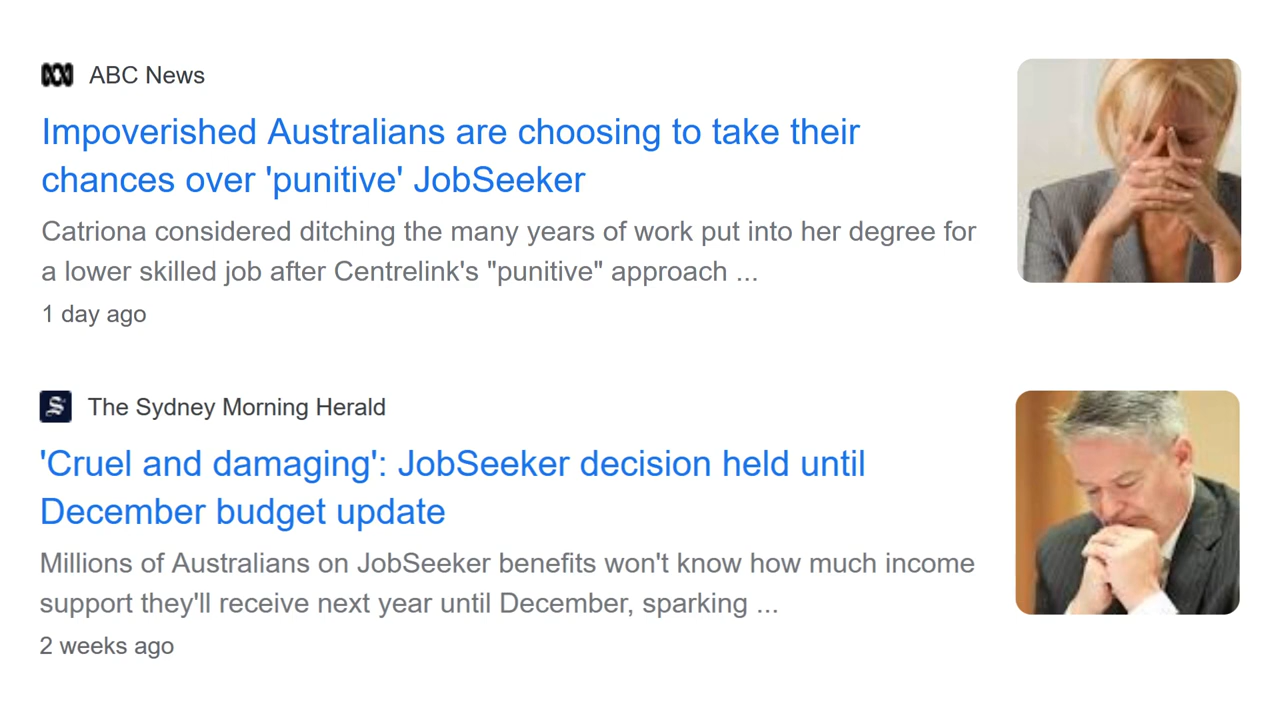 ABC News
Impoverished Australians are choosing to take their
chances over 'punitive' JobSeeker
Catriona considered ditching the many years of work put into her degree for
a lower skilled job after Centrelink's "punitive" approach ...
1 day ago
The Sydney Morning Herald
'Cruel and damaging': JobSeeker decision held until
December budget update
Millions of Australians on JobSeeker benefits won't know how much income
support they'll receive next year until December, sparking ...
2 weeks ago